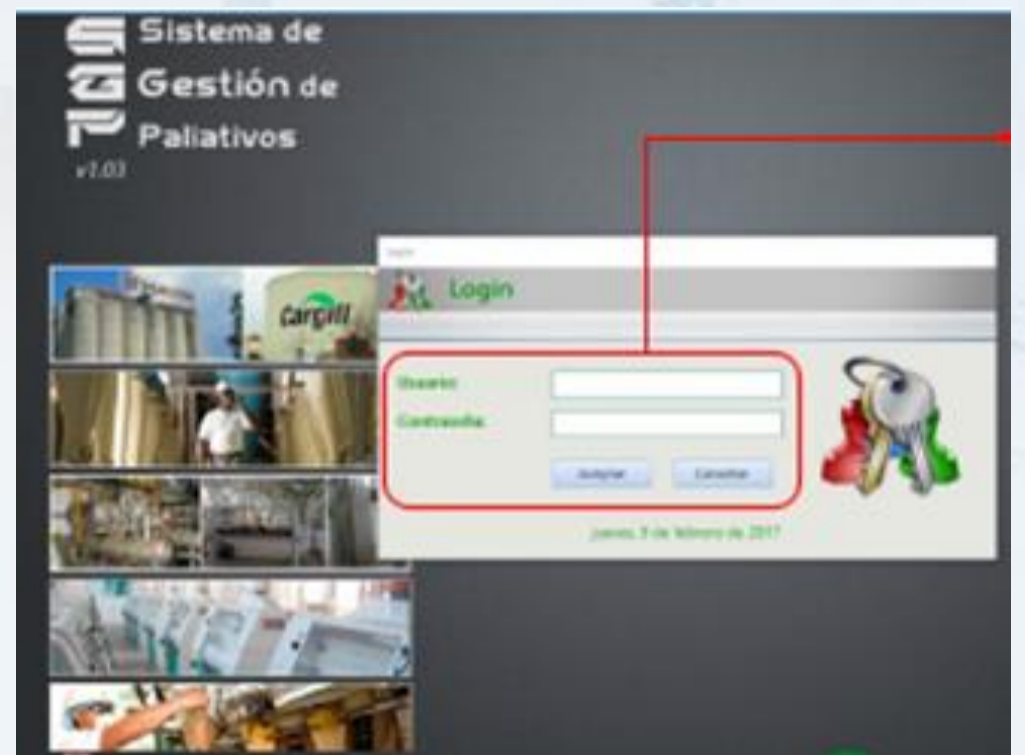 Sistema de
Gestión de
Paliativos
v1.03
Cargill
Login
Usuario:
Contraseña:
Aceptar
Cancelar
jueves, 9 de febrero de 2017